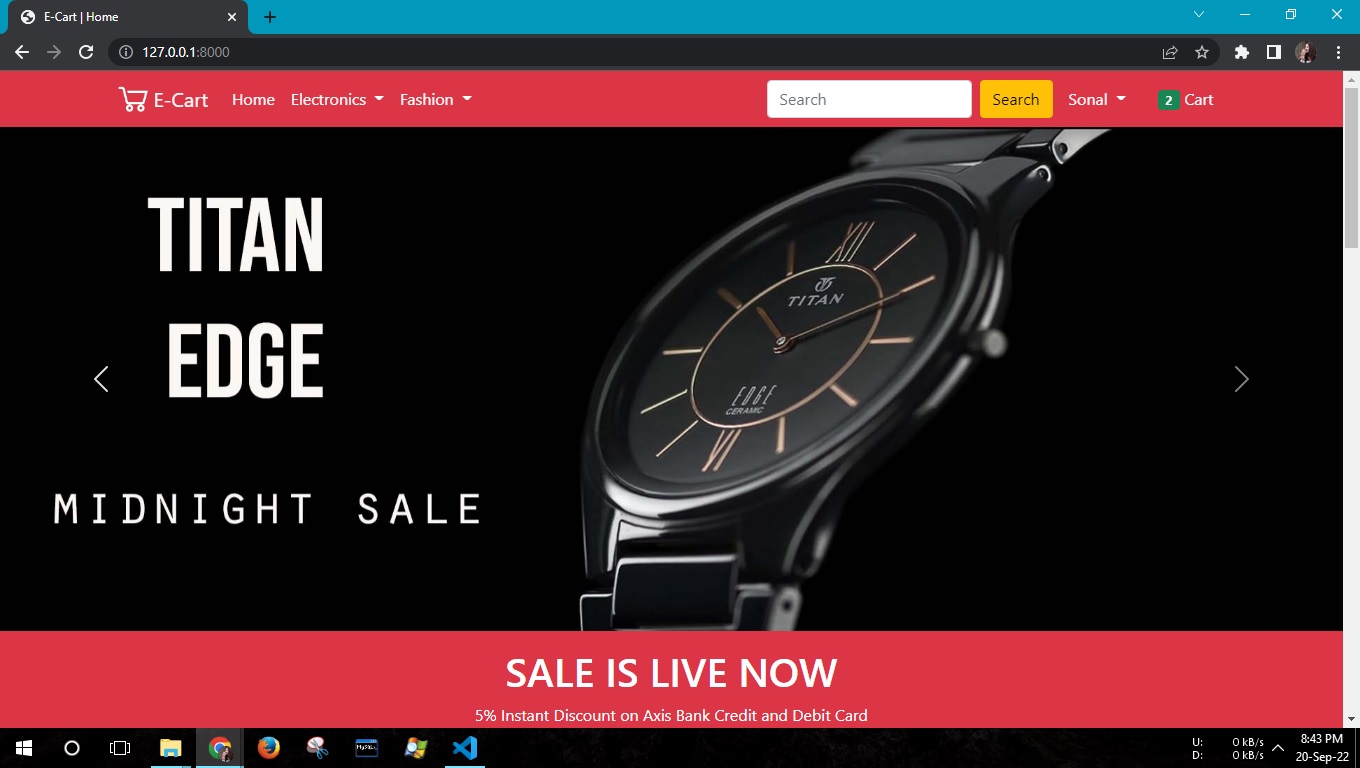 E-Cart | Home
127.0.0.1:8000
E-Cart Home Electronics Fashion Search Search Sonal 2 Cart
TITAN
EDGE
MIDNIGHT SALE
TITAN
EDGE
CERAMIC
SALE IS LIVE NOW
5% Instant Discount on Axis Bank Credit and Debit Card
MySQL
U: 0 kB/s
D: 0 kB/s
8:43 PM
20-Sep-22